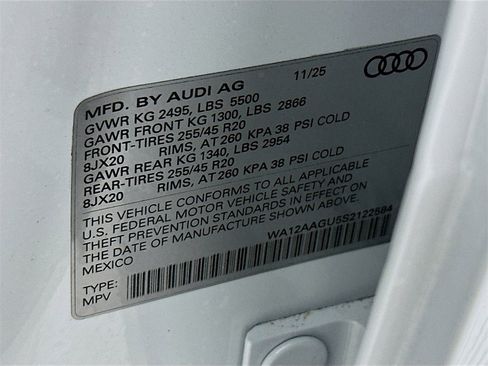 MFD. BY AUDI AG 11/25
GVWR KG 2495, LBS 5500
GAWR FRONT KG 1300, LBS 2866
FRONT-TIRES 255/45 R20
8JX20 RIMS, AT 260 KPA 38 PSI COLD
GAWR REAR KG 1340, LBS 2954
REAR-TIRES 255/45 R20
8JX20 RIMS, AT 260 KPA 38 PSI COLD
THIS VEHICLE CONFORMS TO ALL APPLICABLE
U.S. FEDERAL MOTOR VEHICLE SAFETY AND
THEFT PREVENTION STANDARDS IN EFFECT ON
THE DATE OF MANUFACTURE SHOWN ABOVE.
MEXICO WA12AAGU5S2122584
TYPE:
MPV